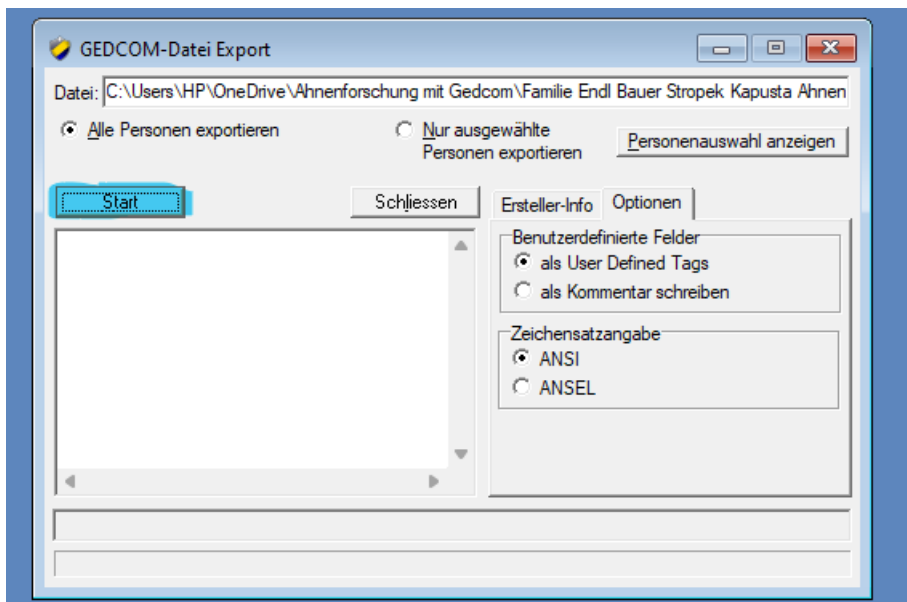 GEDCOM-Datei Export
Datei: C:\Users\HP\OneDrive\Ahnenforschung mit Gedcom\Familie Endl Bauer Stropek Kapusta Ahnen
Alle Personen exportieren
Nur ausgewählte
Personen exportieren
Personenauswahl anzeigen
Start
Schliessen
Ersteller-Info
Optionen
Benutzerdefinierte Felder
als User Defined Tags
als Kommentar schreiben
Zeichensatzangabe
ANSI
ANSEL